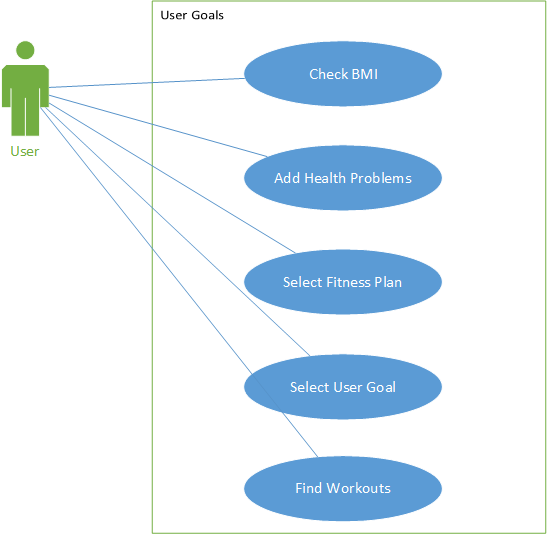 User Goals
Check BMI
User
Add Health Problems
Select Fitness Plan
Select User Goal
Find Workouts